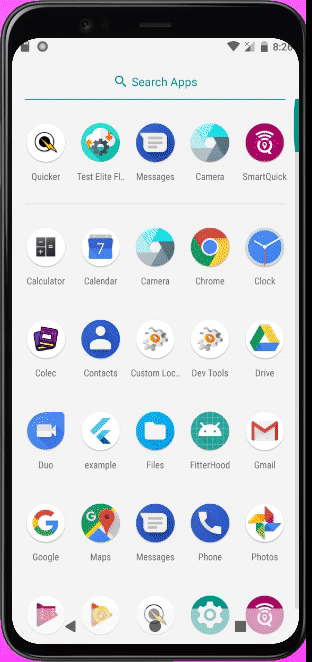 8:26
Search Apps
Quicker
Test Elite Fl..
Messages
Camera
SmartQuick
Calculator
7
Calendar
Camera
Chrome
Clock
Colec
Contacts
Custom Loc..
Dev Tools
Drive
Duo
example
Files
FitterHood
Gmail
G
Google
G
Maps
Messages
Phone
Photos